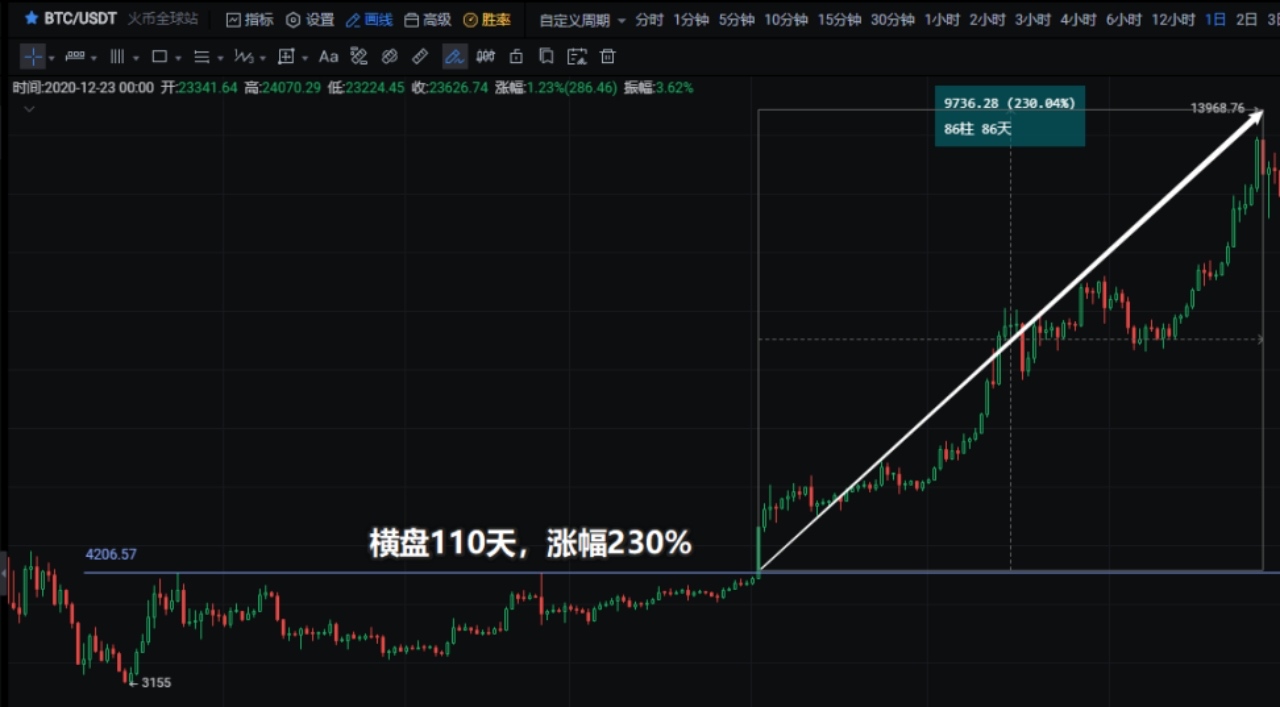 BTC/USDT 火币全球站 指标 设置 画线 高级 胜率 自定义周期 分时 1分钟 5分钟 10分钟 15分钟 30分钟 1小时 2小时 3小时 4小时 6小时 12小时 1日 2日
Aa
时间:2020-12-23 00:00 开:23341.64 高:24070.29 低:23224.45 收:23626.74 涨幅:1.23%(286.46) 振幅:3.62%
9736.28 (230.04%)
86柱 86天
13968.76
横盘110天，涨幅230%
4206.57
←3155